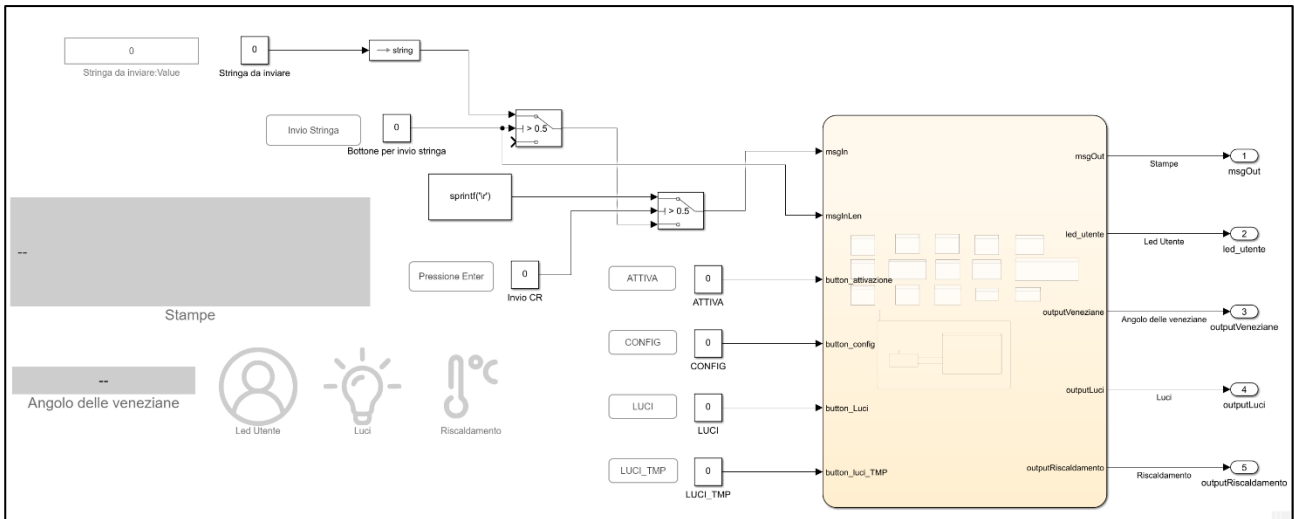 0
Stringa da inviare:Value
0
Stringa da inviare
string
Invio Stringa
0
Bottone per invio stringa
> 0.5
sprintf('\r')
> 0.5
Pressione Enter
0
Invio CR
--
Stampe
--
Angolo delle veneziane
Led Utente
Luci
°C
Riscaldamento
ATTIVA
0
ATTIVA
CONFIG
0
CONFIG
LUCI
0
LUCI
LUCI_TMP
0
LUCI_TMP
msgIn
msgInLen
button_attivazione
button_config
button_Luci
button_luci_TMP
msgOut
led_utente
outputVeneziane
outputLuci
outputRiscaldamento
Stampe
1
msgOut
Led Utente
2
led_utente
Angolo delle veneziane
3
outputVeneziane
Luci
4
outputLuci
Riscaldamento
5
outputRiscaldamento